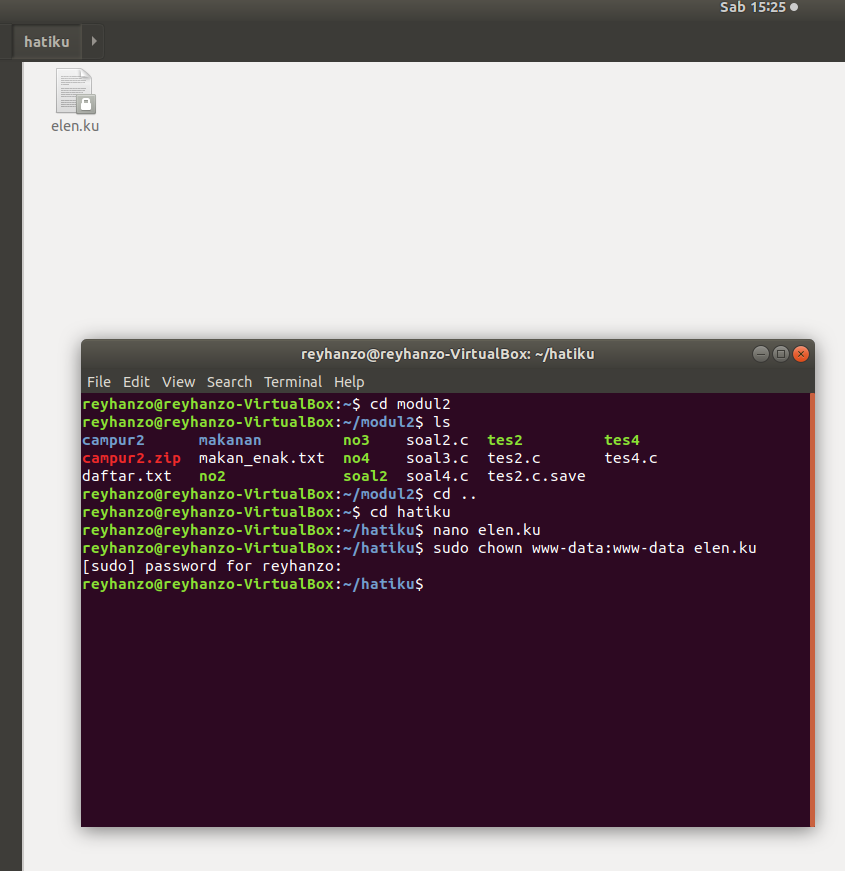 Sab 15:25
hatiku
elen.ku
reyhanzo@reyhanzo-VirtualBox: ~/hatiku
File Edit View Search Terminal Help
reyhanzo@reyhanzo-VirtualBox:~$ cd modul2
reyhanzo@reyhanzo-VirtualBox:~/modul2$ ls
campur2 makanan no3 soal2.c tes2 tes4
campur2.zip makan_enak.txt no4 soal3.c tes2.c tes4.c
daftar.txt no2 soal2 soal4.c tes2.c.save
reyhanzo@reyhanzo-VirtualBox:~/modul2$ cd ..
reyhanzo@reyhanzo-VirtualBox:~$ cd hatiku
reyhanzo@reyhanzo-VirtualBox:~/hatiku$ nano elen.ku
reyhanzo@reyhanzo-VirtualBox:~/hatiku$ sudo chown www-data:www-data elen.ku
[sudo] password for reyhanzo:
reyhanzo@reyhanzo-VirtualBox:~/hatiku$